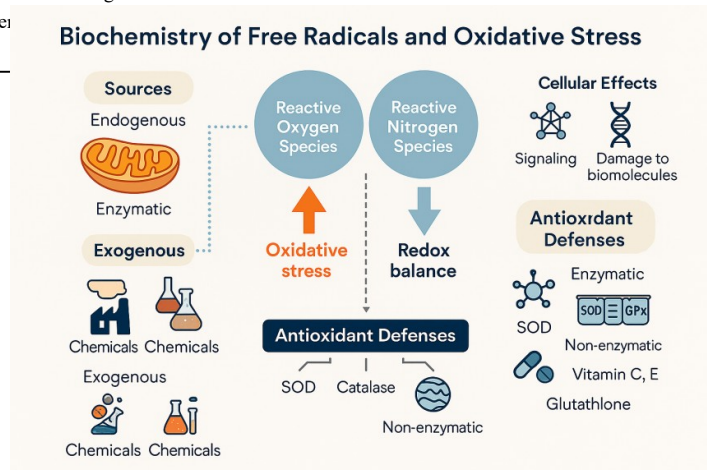 Biochemistry of Free Radicals and Oxidative Stress
Sources
Endogenous
Enzymatic
Exogenous
Chemicals Chemicals
Exogenous
Chemicals Chemicals
Reactive
Oxygen
Species
Reactive
Nitrogen
Species
Oxidative
stress
Redox
balance
Antioxidant Defenses
SOD
Catalase
Non-enzymatic
Cellular Effects
Signaling
Damage to
biomolecules
Antioxırdant
Defenses
Enzymatic
SOD
SOD
GPx
Non-enzymatic
Vitamin C, E
Glutathlone